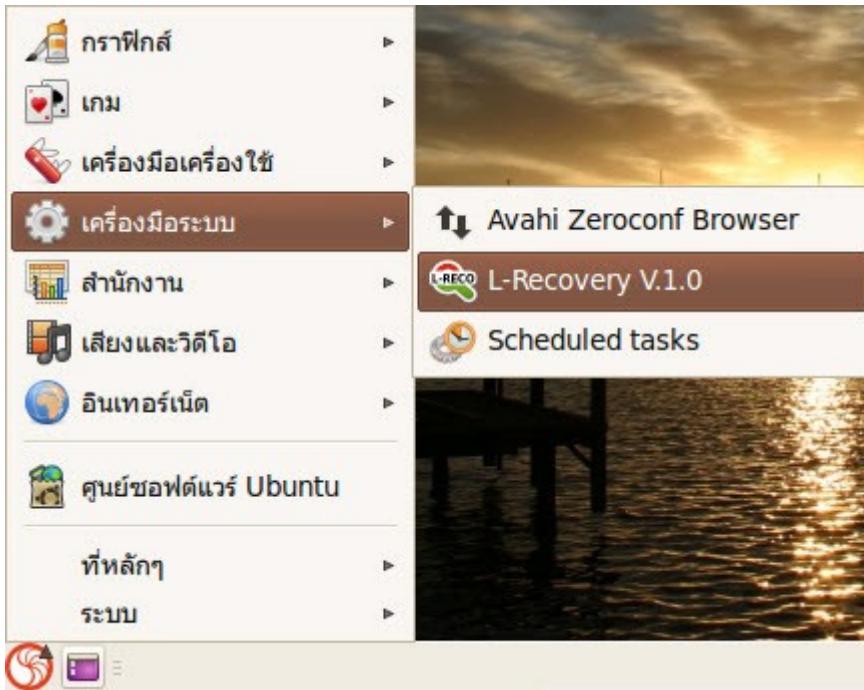 กราฟิกส์
เกม
เครื่องมือเครื่องใช้
เครื่องมือระบบ
สำนักงาน
เสียงและวิดีโอ
อินเทอร์เน็ต
ศูนย์ซอฟต์แวร์ Ubuntu
ที่หลักๆ
ระบบ
Avahi Zeroconf Browser
L-RECO
L-Recovery V.1.0
Scheduled tasks